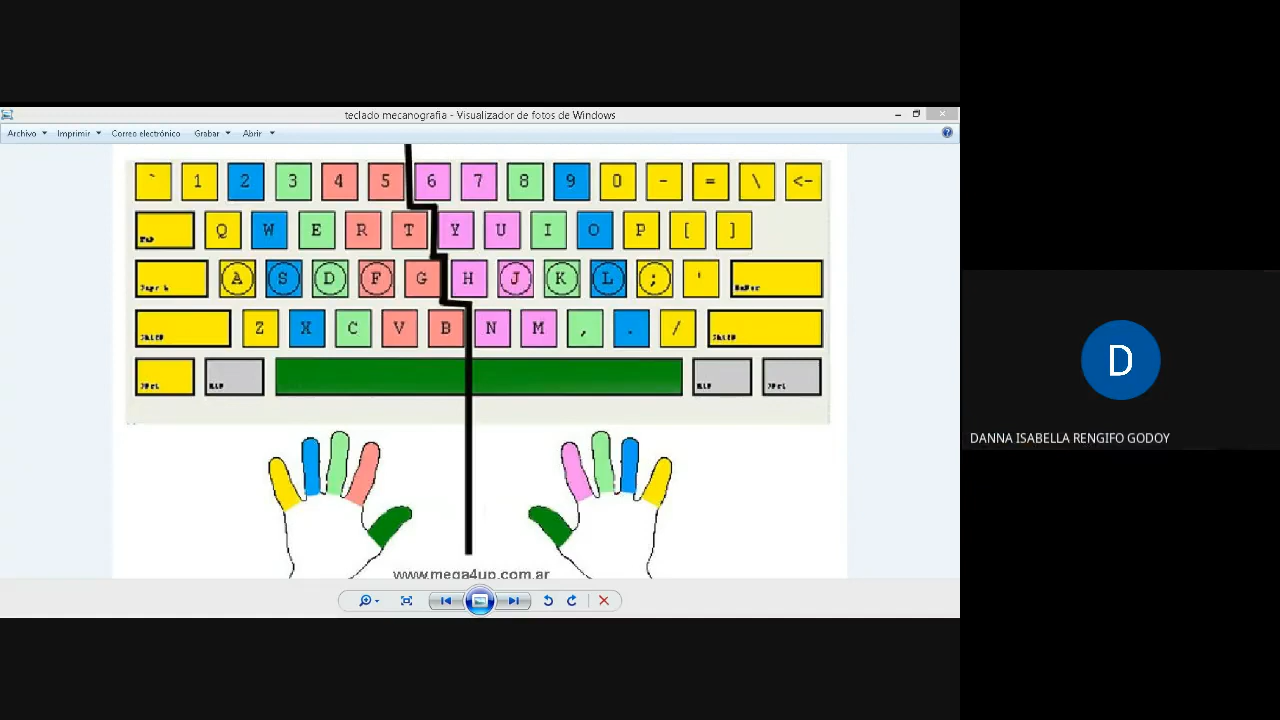 teclado mecanografia - Visualizador de fotos de Windows
Archivo Imprimir Correo electrónico Grabar Abrir
` 1 2 3 4 5 6 7 8 9 0 - = \ <-
Q W E R T Y U I O P [ ]
A S D F G H J K L ; '
Z X C V B N M , . /
www.mega4up.com.ar
D
DANNA ISABELLA RENGIFO GODOY